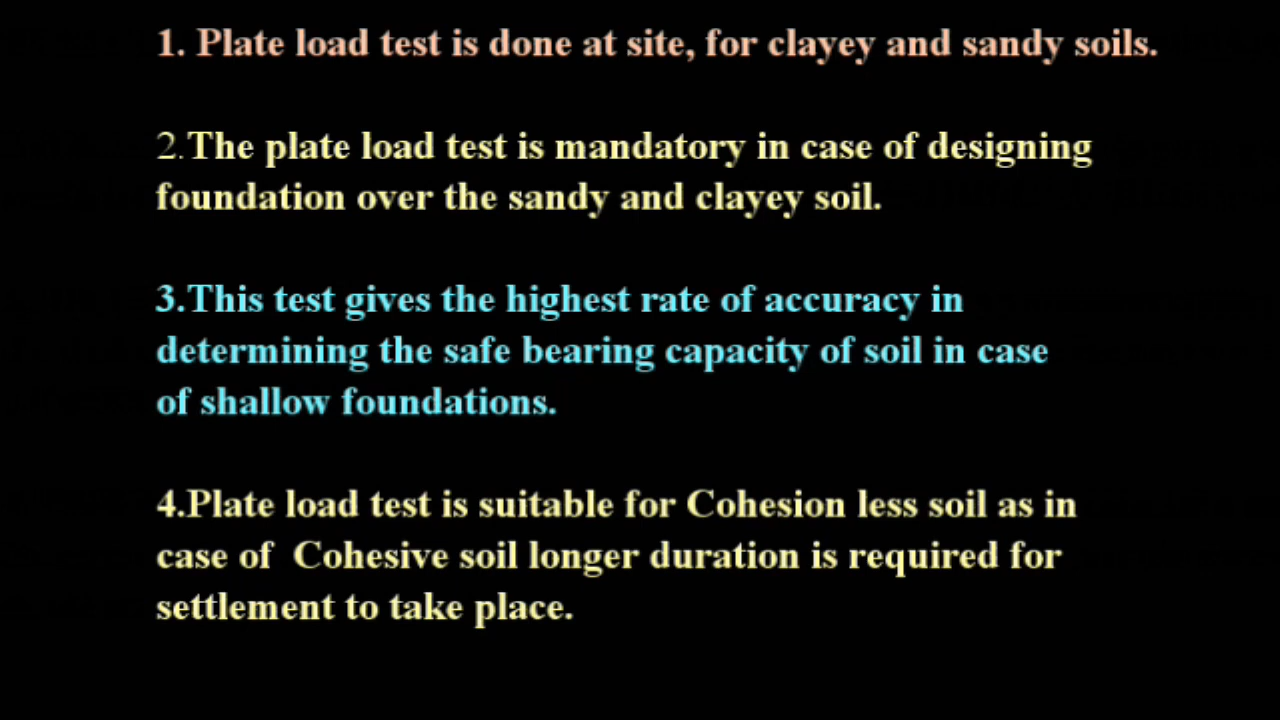 1. Plate load test is done at site, for clayey and sandy soils.
2.The plate load test is mandatory in case of designing
foundation over the sandy and clayey soil.
3.This test gives the highest rate of accuracy in
determining the safe bearing capacity of soil in case
of shallow foundations.
4.Plate load test is suitable for Cohesion less soil as in
case of  Cohesive soil longer duration is required for
settlement to take place.